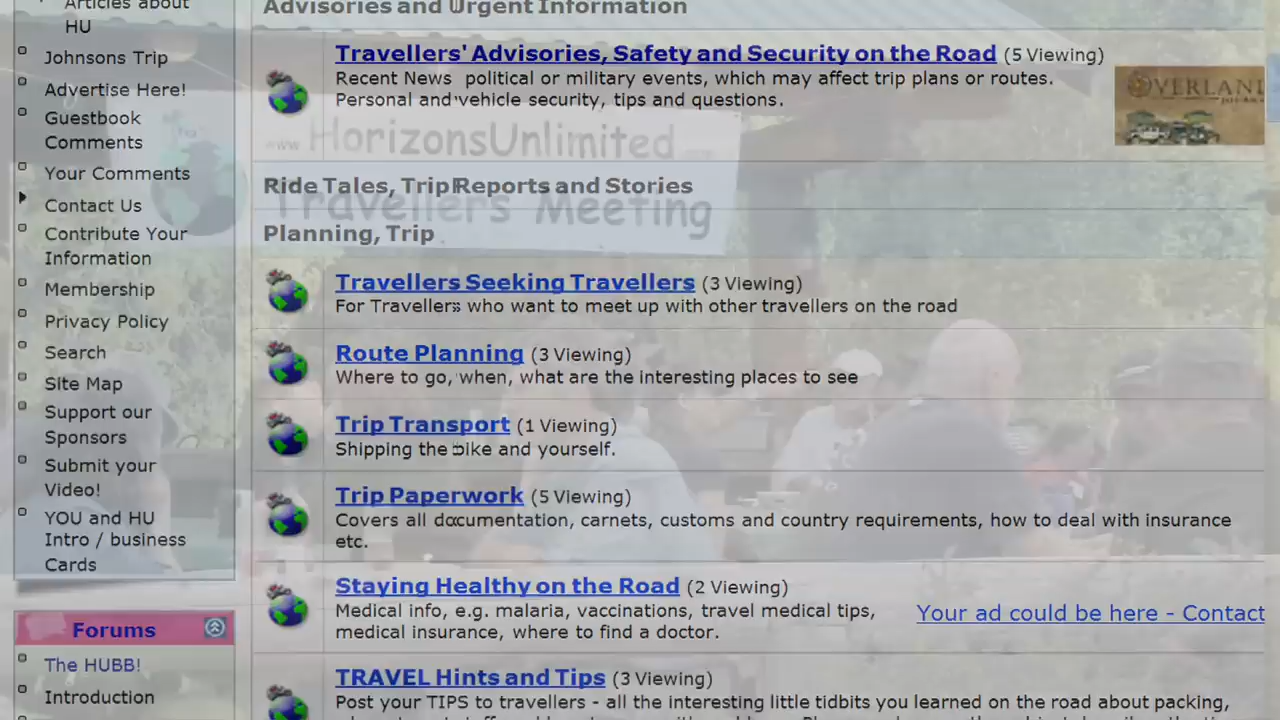 Articles about
HU
Johnsons Trip
Advertise Here!
Guestbook
Comments
Your Comments
Contact Us
Contribute Your
Information
Membership
Privacy Policy
Search
Site Map
Support our
Sponsors
Submit your
Video!
YOU and HU
Intro / business
Cards
Forums
The HUBB!
Introduction
Advisories and Urgent Information
Travellers' Advisories, Safety and Security on the Road (5 Viewing)
Recent News political or military events, which may affect trip plans or routes.
Personal and vehicle security, tips and questions.
OVERLAND
www.HorizonsUnlimited
Travellers Meeting
Ride Tales, Trip Reports and Stories
Planning, Trip
Travellers Seeking Travellers (3 Viewing)
For Travellers who want to meet up with other travellers on the road
Route Planning (3 Viewing)
Where to go, when, what are the interesting places to see
Trip Transport (1 Viewing)
Shipping the bike and yourself.
Trip Paperwork (5 Viewing)
Covers all documentation, carnets, customs and country requirements, how to deal with insurance
etc.
Staying Healthy on the Road (2 Viewing)
Medical info, e.g. malaria, vaccinations, travel medical tips,
medical insurance, where to find a doctor.
Your ad could be here - Contact
TRAVEL Hints and Tips (3 Viewing)
Post your TIPS to travellers - all the interesting little tidbits you learned on the road about packing,